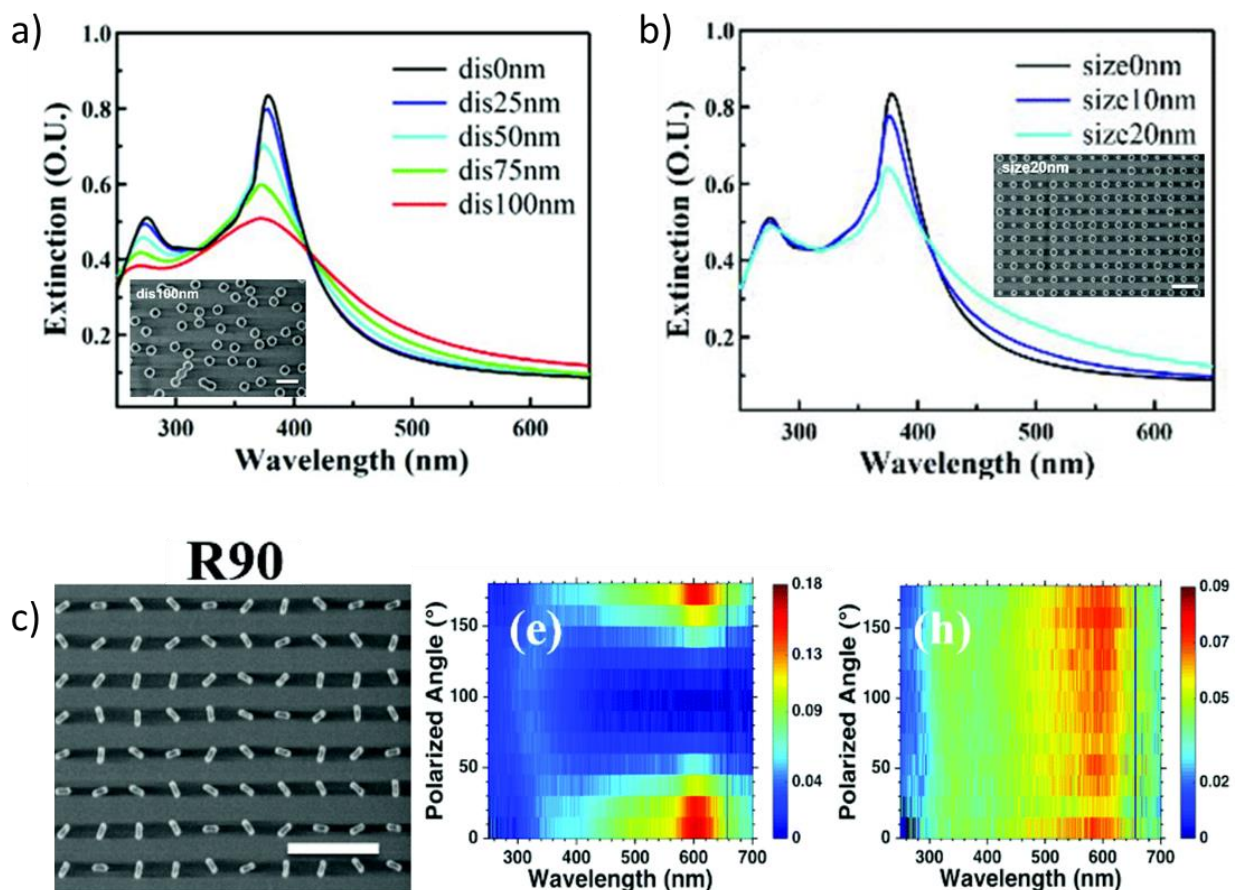 a)
1.0
0.8
0.6
0.4
0.2
Extinction (O.U.)
dis0nm
dis25nm
dis50nm
dis75nm
dis100nm
dis100nm
300 400 500 600
Wavelength (nm)
b)
1.0
0.8
0.6
0.4
0.2
Extinction (O.U.)
size0nm
size10nm
size20nm
size20nm
300 400 500 600
Wavelength (nm)
R90
c)
(e)
150
100
50
0
Polarized Angle (°)
300 400 500 600 700
Wavelength (nm)
0.18
0.13
0.09
0.04
0
(h)
150
100
50
0
Polarized Angle (°)
300 400 500 600 700
Wavelength (nm)
0.09
0.07
0.05
0.02
0